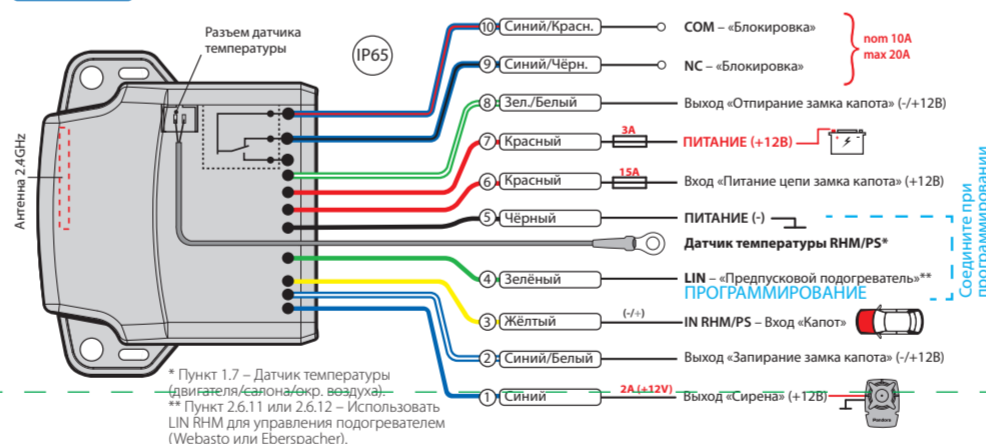 Разъем датчика
температуры
IP65
Антенна 2.4GHz
10 Синий/Красн. COM – «Блокировка»
nom 10A
max 20A
9 Синий/Чёрн. NC – «Блокировка»
8 Зел./Белый Выход «Отпирание замка капота» (-/+12В)
7 Красный 3А ПИТАНИЕ (+12В)
6 Красный 15А Вход «Питание цепи замка капота» (+12В)
5 Чёрный ПИТАНИЕ (-)
Датчик температуры RHM/PS*
4 Зелёный LIN – «Предпусковой подогреватель»**
ПРОГРАММИРОВАНИЕ
Соедините при
программировании
3 Жёлтый (-/+) IN RHM/PS – Вход «Капот»
2 Синий/Белый Выход «Запирание замка капота» (-/+12В)
1 Синий 2А (+12V) Выход «Сирена» (+12В)
Pandora
* Пункт 1.7 – Датчик температуры
(двигателя/салона/окр. воздуха).
** Пункт 2.6.11 или 2.6.12 – Использовать
LIN RHM для управления подогревателем
(Webasto или Eberspacher).